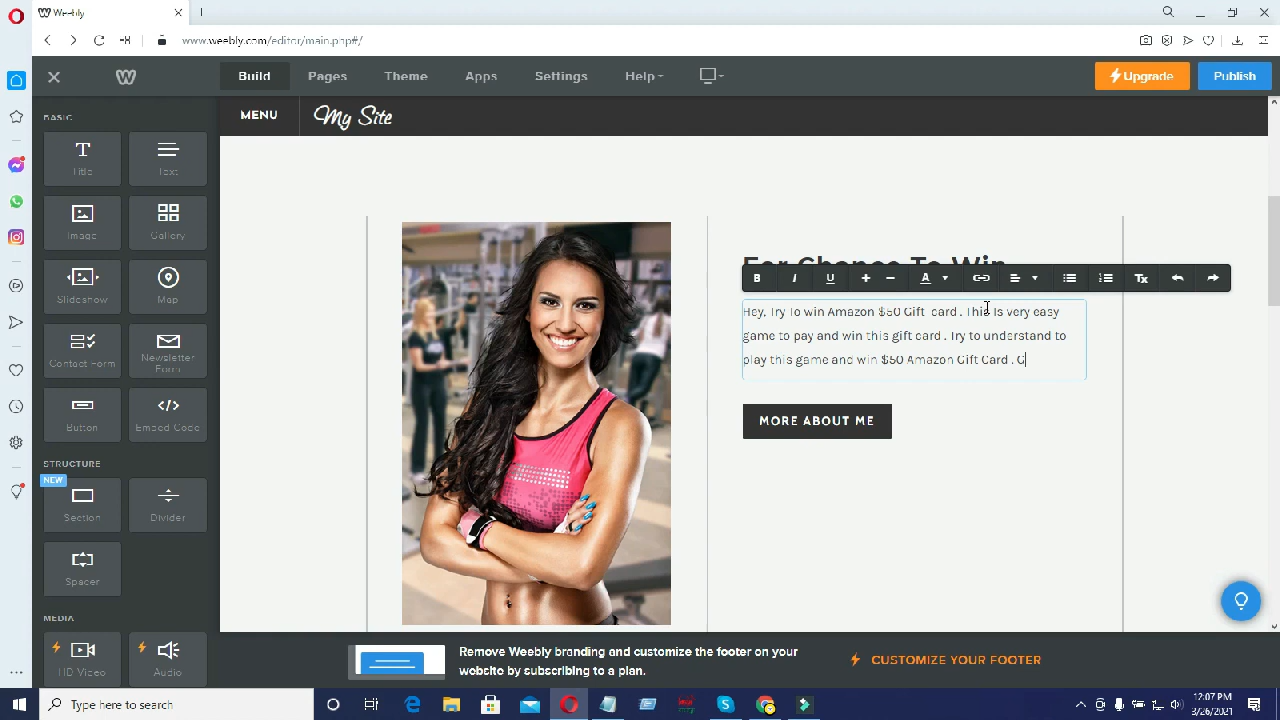 Weebly
www.weebly.com/editor/main.php#/
Build
Pages
Theme
Apps
Settings
Help
Upgrade
Publish
BASIC
Title
Text
Image
Gallery
Slideshow
Map
Contact Form
Newsletter
Form
Button
Embed Code
STRUCTURE
NEW
Section
Divider
Spacer
MEDIA
HD Video
Audio
MENU
My Site
For Chance To Win
B I U + − A Tx
Hey, Try To win Amazon $50 Gift card . This Is very easy
game to pay and win this gift card . Try to understand to
play this game and win $50 Amazon Gift Card . G
MORE ABOUT ME
Remove Weebly branding and customize the footer on your
website by subscribing to a plan.
CUSTOMIZE YOUR FOOTER
Type here to search
12:07 PM
3/26/2021